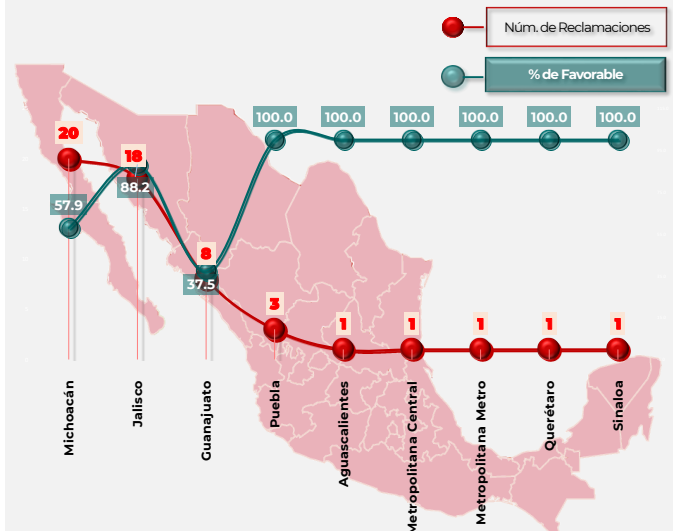 Núm. de Reclamaciones
% de Favorable
100.0 100.0 100.0 100.0 100.0 100.0
20
18
88.2
57.9
8
37.5
3
1 1 1 1 1
Michoacán
Jalisco
Guanajuato
Puebla
Aguascalientes
Metropolitana Central
Metropolitana Metro
Querétaro
Sinaloa